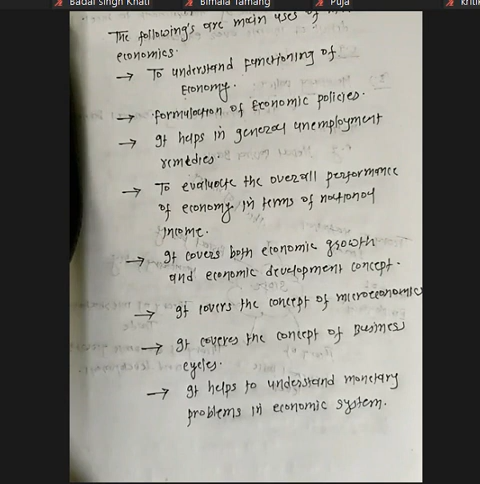 Badal Singh Khati
Bimala Tamang
Puja
The following's are main uses of
economics.
→ To understand functioning of
Economy.
→ formulation of Economic policies.
→ It helps in general unemployment
remedies.
→ To evaluate the overall performance
of economy in terms of national
income.
→ It covers both economic growth
and economic development concept.
→ It covers the concept of microeconomics
→ It coveres the concept of Business
cycles.
→ It helps to understand monetary
problems in economic system.